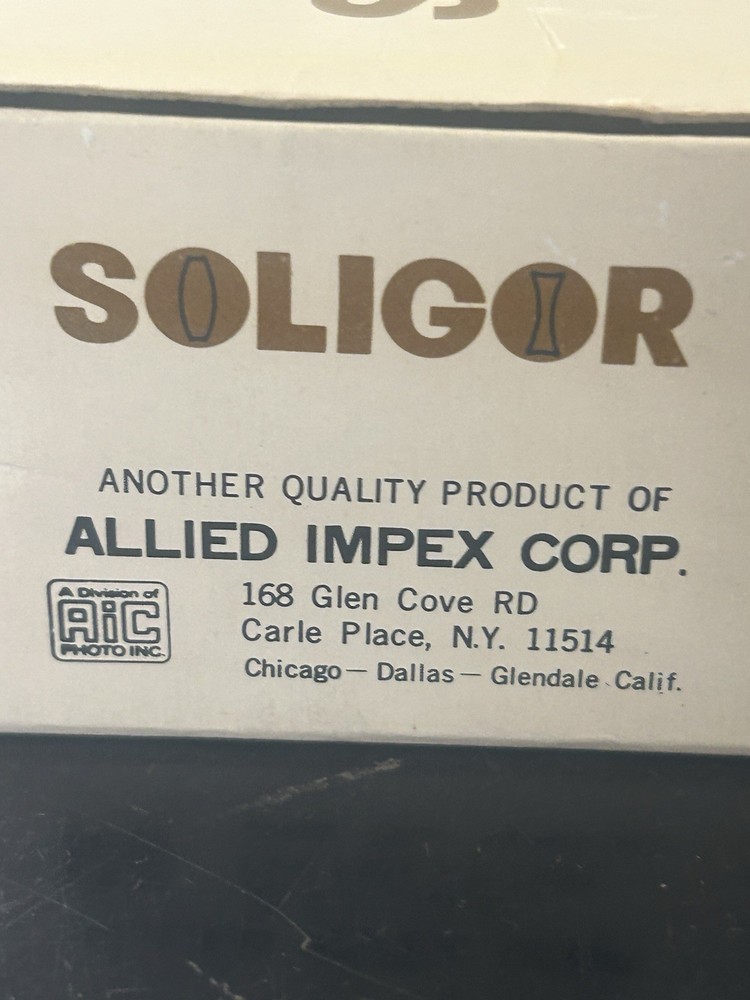 SOLIGOR
ANOTHER QUALITY PRODUCT OF
ALLIED IMPEX CORP.
A Division of
AiC
PHOTO INC.
168 Glen Cove RD
Carle Place, N.Y. 11514
Chicago — Dallas — Glendale Calif.